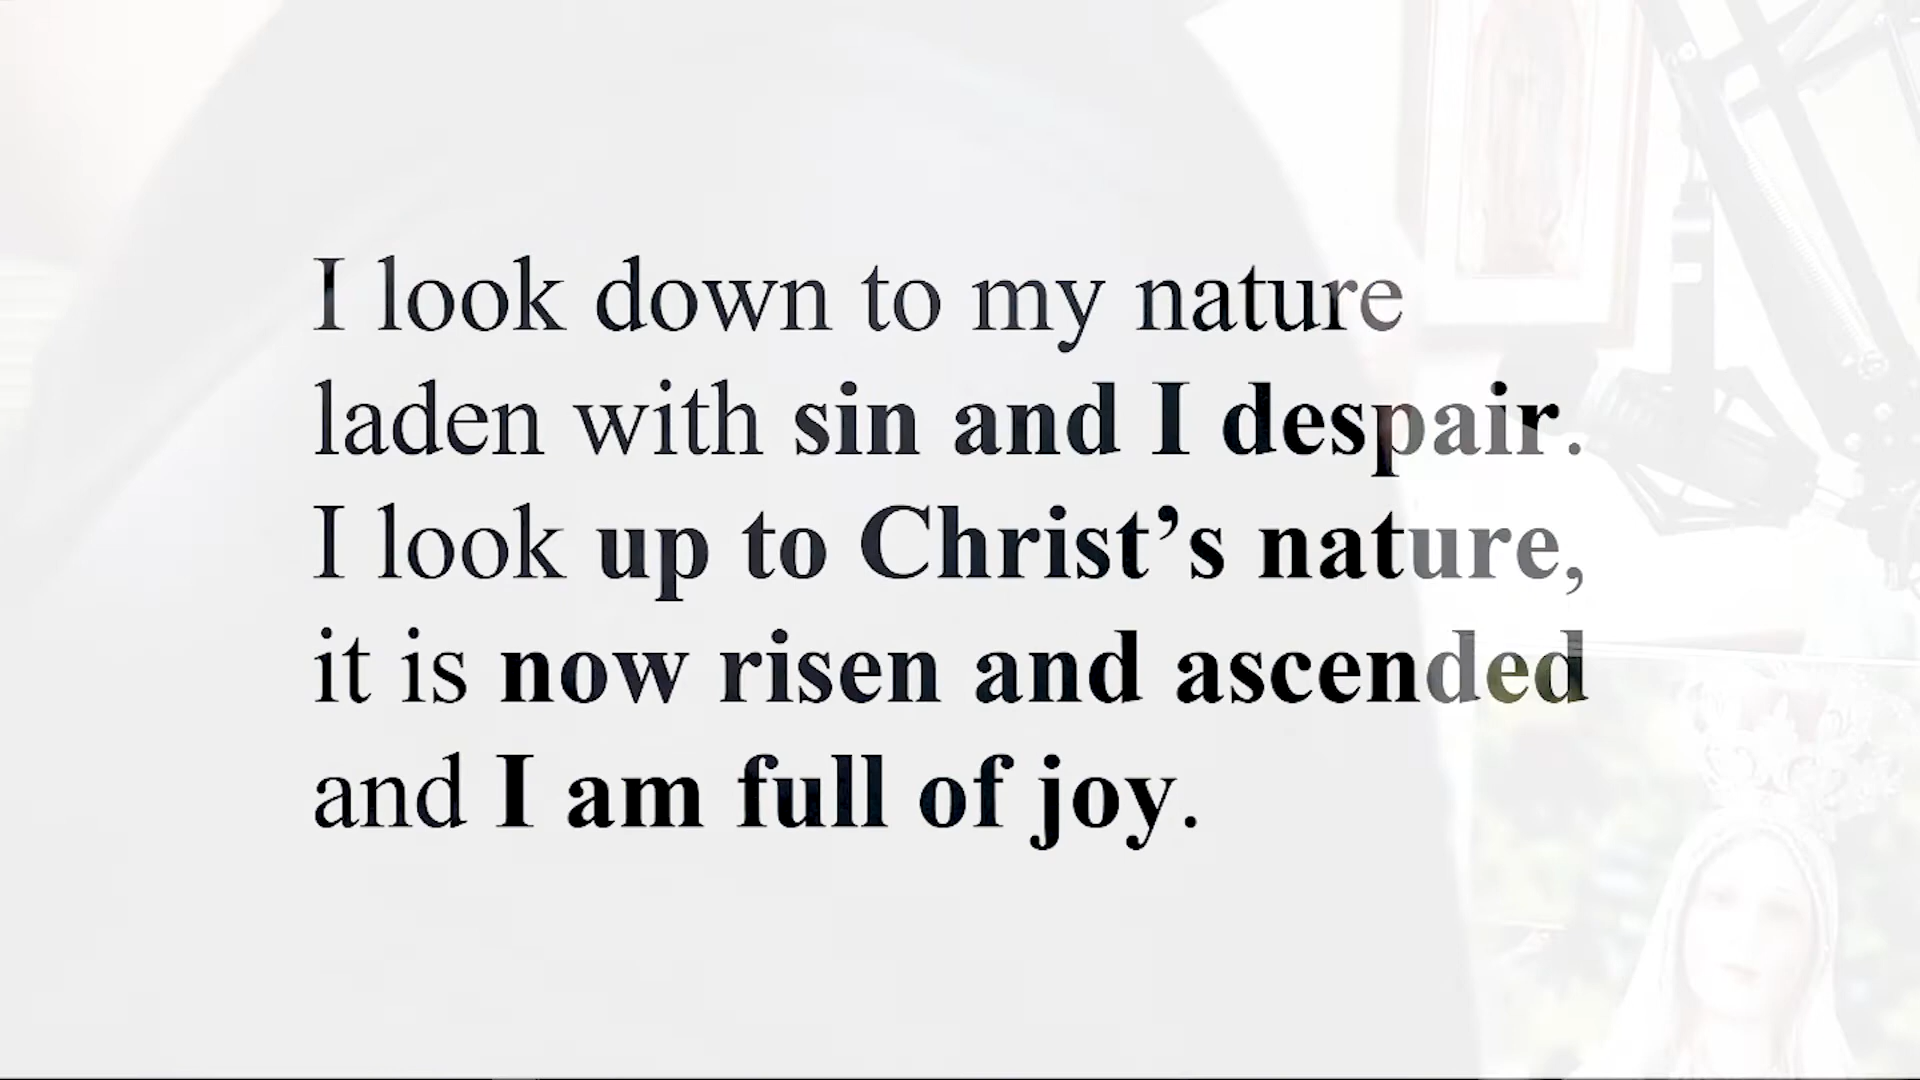 I look down to my nature
laden with sin and I despair.
I look up to Christ’s nature,
it is now risen and ascended
and I am full of joy.